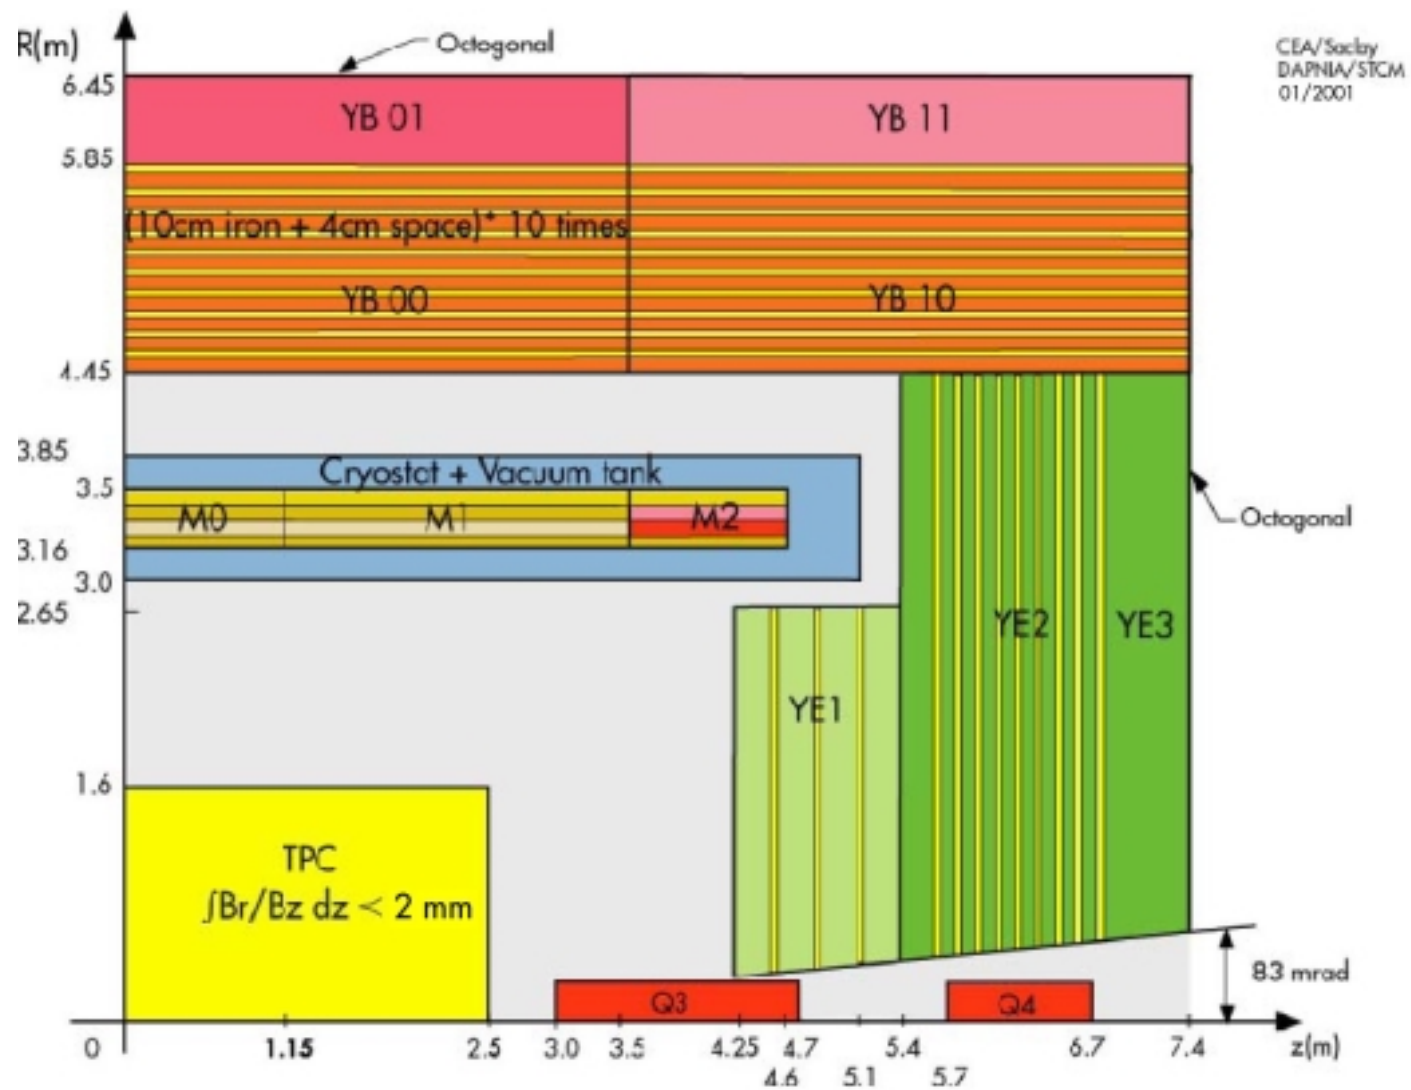 R(m)
Octogonal
CEA/Saclay
DAPNIA/STCM
01/2001
6.45
YB 01
YB 11
5.85
(10cm iron + 4cm space)* 10 times
YB 00
YB 10
4.45
3.85
Cryostat + Vacuum tank
3.5
M0
M1
M2
Octogonal
3.16
3.0
2.65
YE2
YE3
YE1
1.6
TPC
∫Br/Bz dz < 2 mm
83 mrad
Q3
Q4
0
1.15
2.5
3.0
3.5
4.25
4.7
5.4
6.7
7.4
z(m)
4.6
5.1
5.7